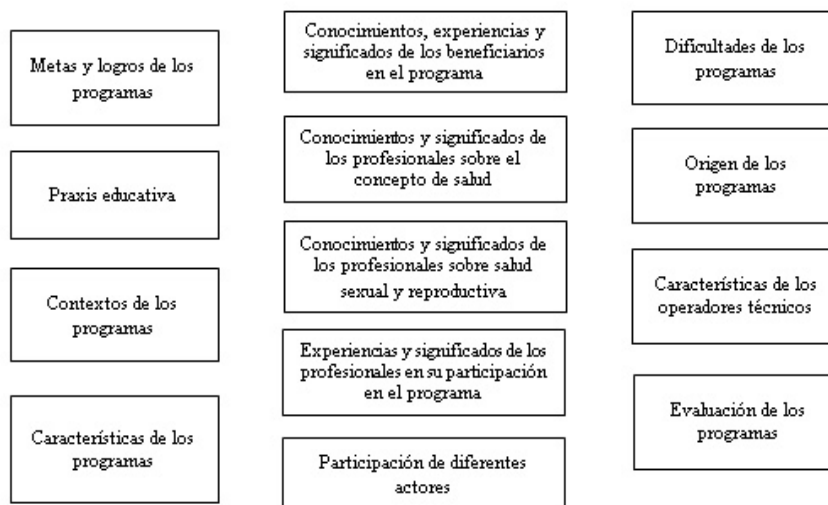 Metas y logros de los
programas
Praxis educativa
Contextos de los
programas
Características de los
programas
Conocimientos, experiencias y
significados de los beneficiarios
en el programa
Conocimientos y significados de
los profesionales sobre el
concepto de salud
Conocimientos y significados de
los profesionales sobre salud
sexual y reproductiva
Experiencias y significados de los
profesionales en su participación
en el programa
Participación de diferentes
actores
Dificultades de los
programas
Origen de los
programas
Características de los
operadores técnicos
Evaluación de los
programas